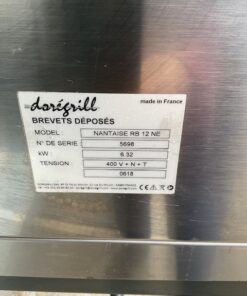 dorégrill
made in France
BREVETS DÉPOSÉS
MODEL : NANTAISE RB 12 NE
N° DE SERIE : 5698
kW : 6.32
TENSION : 400 V + N + T
0618